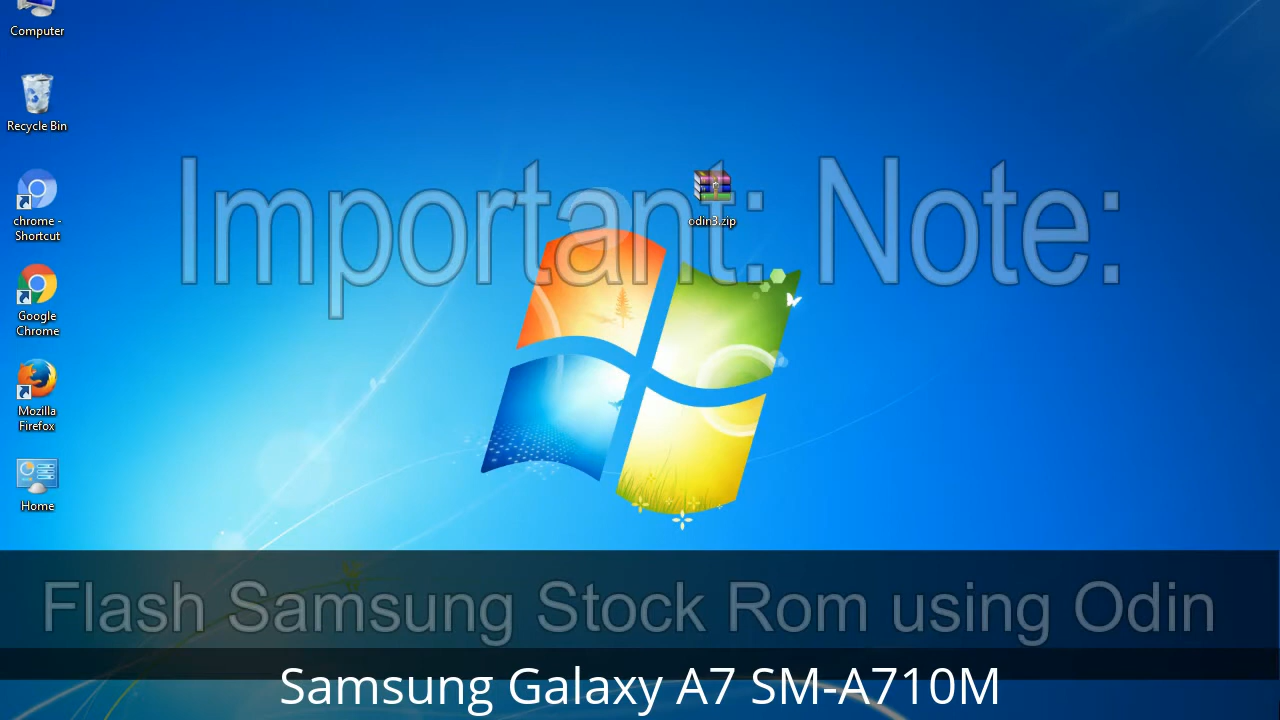 Computer
Recycle Bin
chrome -
Shortcut
Google
Chrome
Mozilla
Firefox
Home
odin3.zip
Important: Note:
Flash Samsung Stock Rom using Odin
Samsung Galaxy A7 SM-A710M